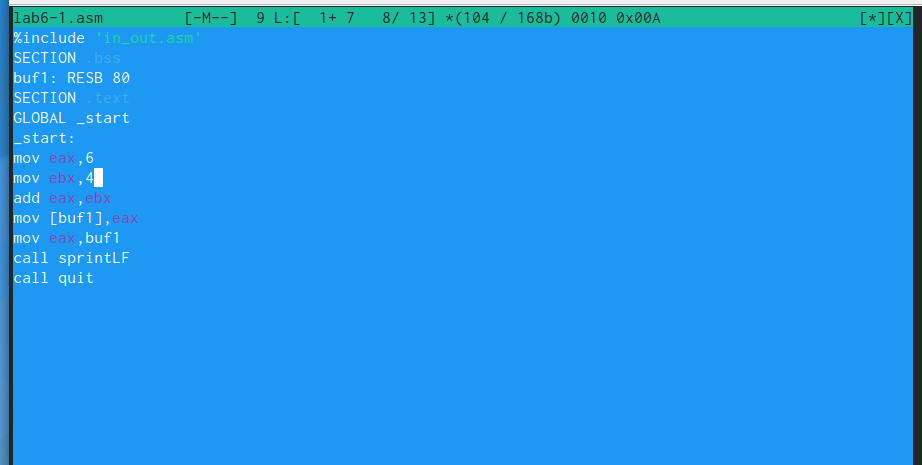 lab6-1.asm [-M--] 9 L:[ 1+ 7 8/ 13] *(104 / 168b) 0010 0x00A [*][X]
%include 'in_out.asm'
SECTION .bss
buf1: RESB 80
SECTION .text
GLOBAL _start
_start:
mov eax,6
mov ebx,4
add eax,ebx
mov [buf1],eax
mov eax,buf1
call sprintLF
call quit